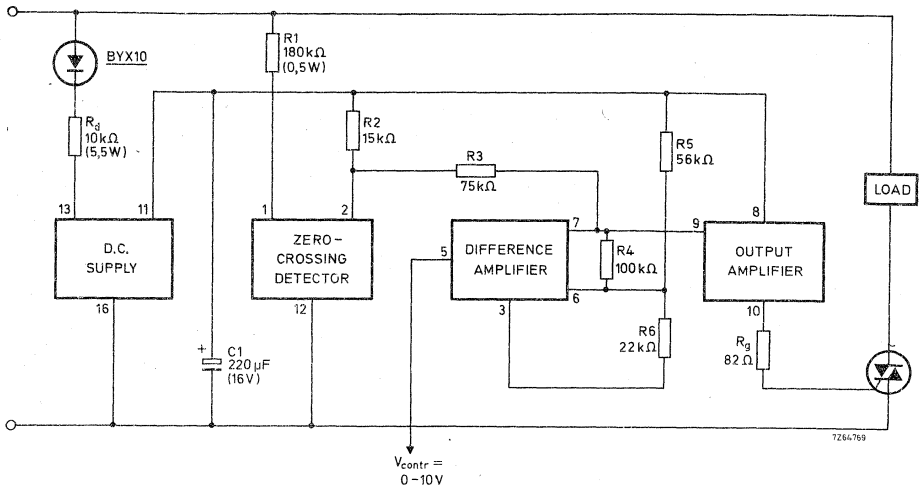 BYX10
R1
180kΩ
(0,5W)
Rd
10kΩ
(5,5W)
R2
15kΩ
R3
75kΩ
R5
56kΩ
LOAD
13
11
1
2
7
9
8
D.C.
SUPPLY
ZERO-
CROSSING
DETECTOR
5
DIFFERENCE
AMPLIFIER
R4
100kΩ
OUTPUT
AMPLIFIER
16
12
3
6
10
C1
220µF
(16V)
+
R6
22kΩ
Rg
82Ω
7Z64769
Vcontr =
0-10V